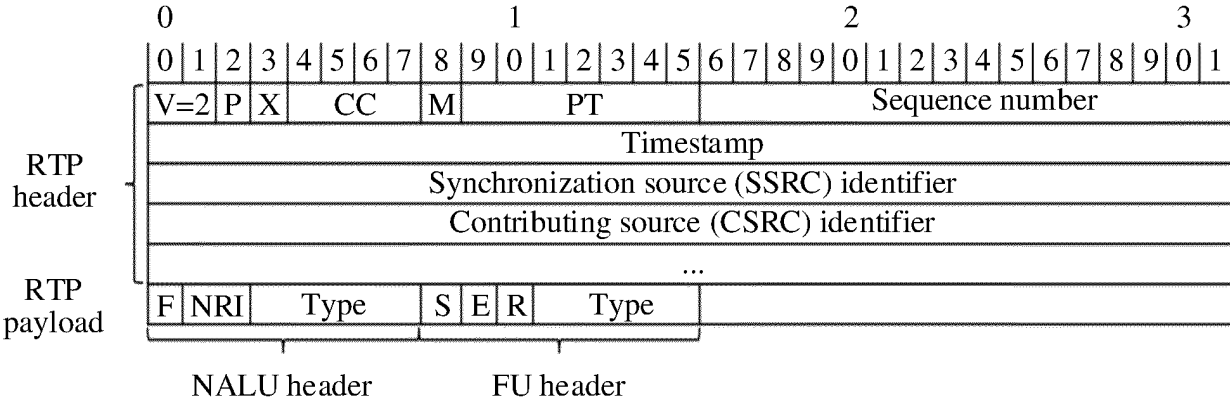 0 1 2 3
0 1 2 3 4 5 6 7 8 9 0 1 2 3 4 5 6 7 8 9 0 1 2 3 4 5 6 7 8 9 0 1
V=2 P X CC M PT Sequence number
Timestamp
RTP
header
Synchronization source (SSRC) identifier
Contributing source (CSRC) identifier
...
RTP
payload
F NRI Type S E R Type
NALU header FU header